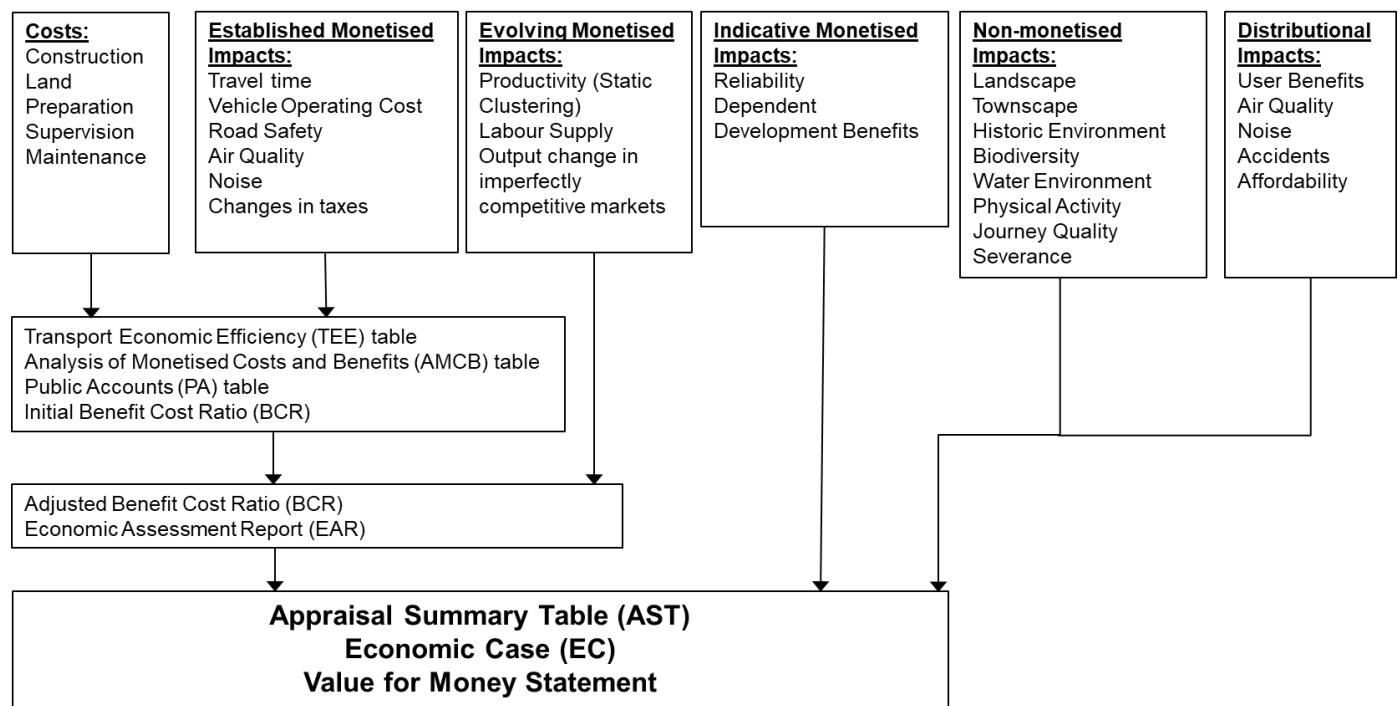 Costs:
Construction
Land
Preparation
Supervision
Maintenance
Established Monetised
Impacts:
Travel time
Vehicle Operating Cost
Road Safety
Air Quality
Noise
Changes in taxes
Evolving Monetised
Impacts:
Productivity (Static
Clustering)
Labour Supply
Output change in
imperfectly
competitive markets
Indicative Monetised
Impacts:
Reliability
Dependent
Development Benefits
Non-monetised
Impacts:
Landscape
Townscape
Historic Environment
Biodiversity
Water Environment
Physical Activity
Journey Quality
Severance
Distributional
Impacts:
User Benefits
Air Quality
Noise
Accidents
Affordability
Transport Economic Efficiency (TEE) table
Analysis of Monetised Costs and Benefits (AMCB) table
Public Accounts (PA) table
Initial Benefit Cost Ratio (BCR)
Adjusted Benefit Cost Ratio (BCR)
Economic Assessment Report (EAR)
Appraisal Summary Table (AST)
Economic Case (EC)
Value for Money Statement